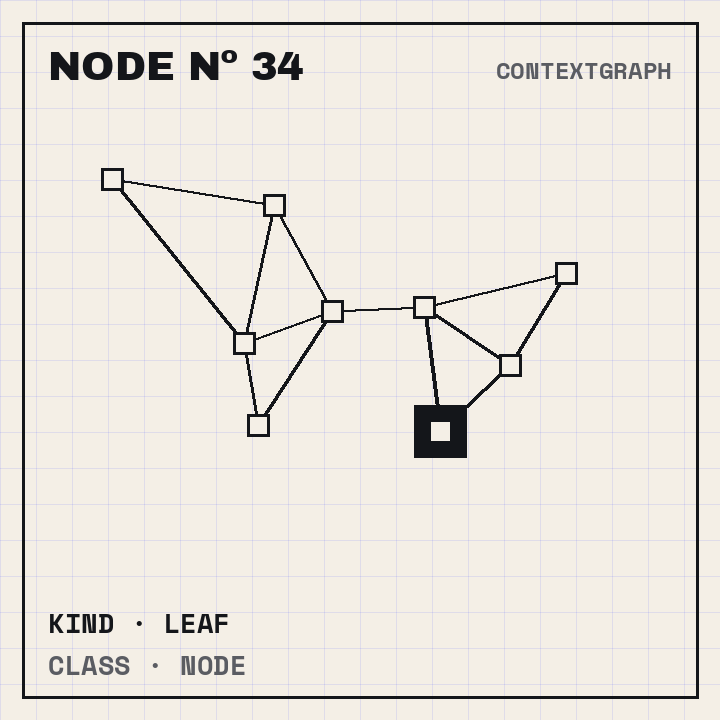 NODE Nº 34
CONTEXTGRAPH
KIND · LEAF
CLASS · NODE